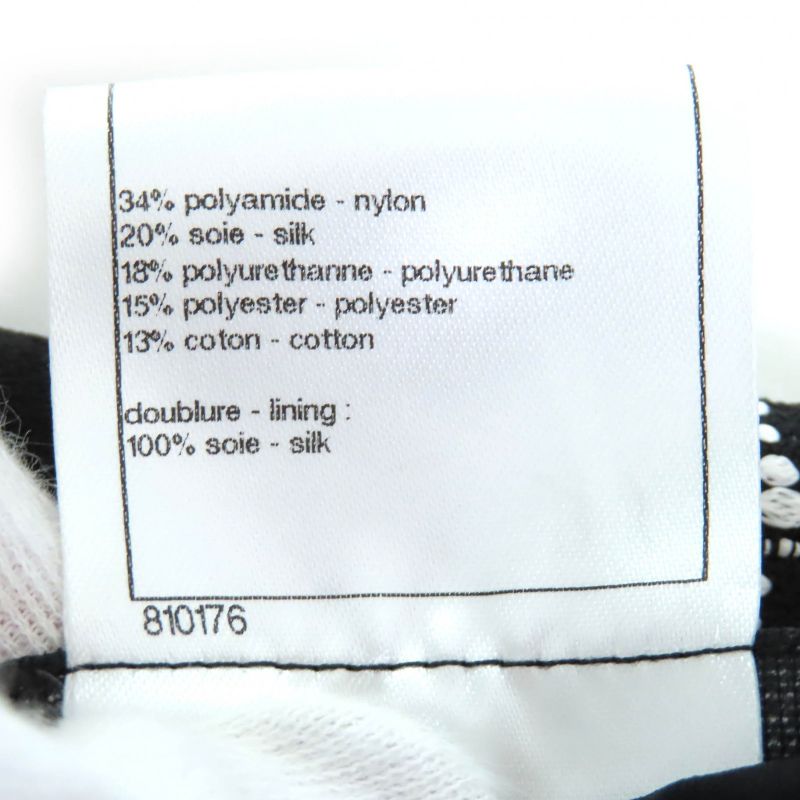 34% polyamide - nylon
20% soie - silk
18% polyurethanne - polyurethane
15% polyester - polyester
13% coton - cotton
doublure - lining :
100% soie - silk
810176